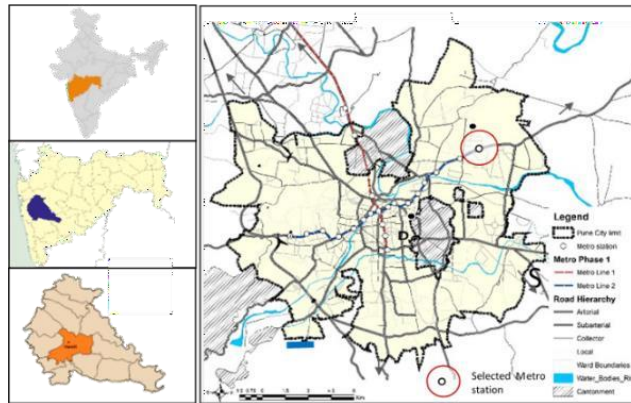 Legend
Pune City limit
Metro station
Metro Phase 1
Metro Line 1
Metro Line 2
Road Hierarchy
Arterial
Subarterial
Collector
Local
Ward Boundaries
Water_Bodies_Ri
Cantonment
Selected Metro
station
D
S